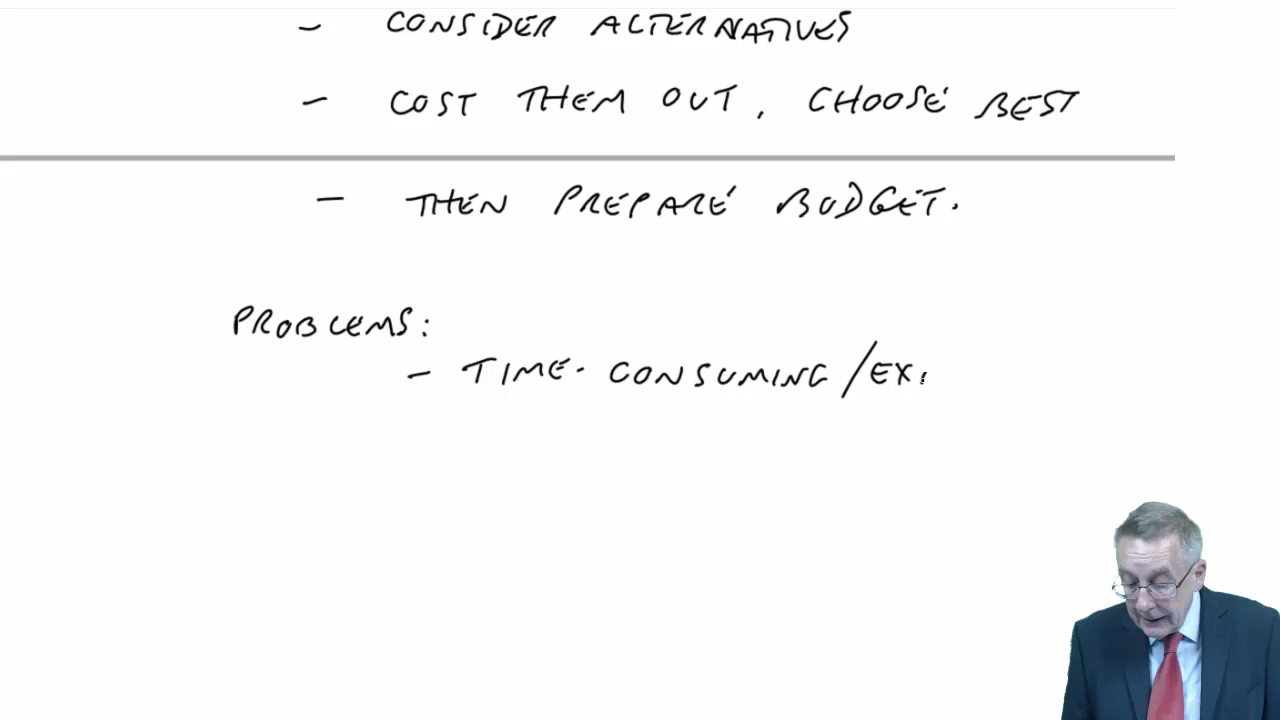 - CONSIDER ALTERNATIVES
- COST THEM OUT, CHOOSE BEST
- THEN PREPARE BUDGET.
PROBLEMS:
- TIME-CONSUMING/EX